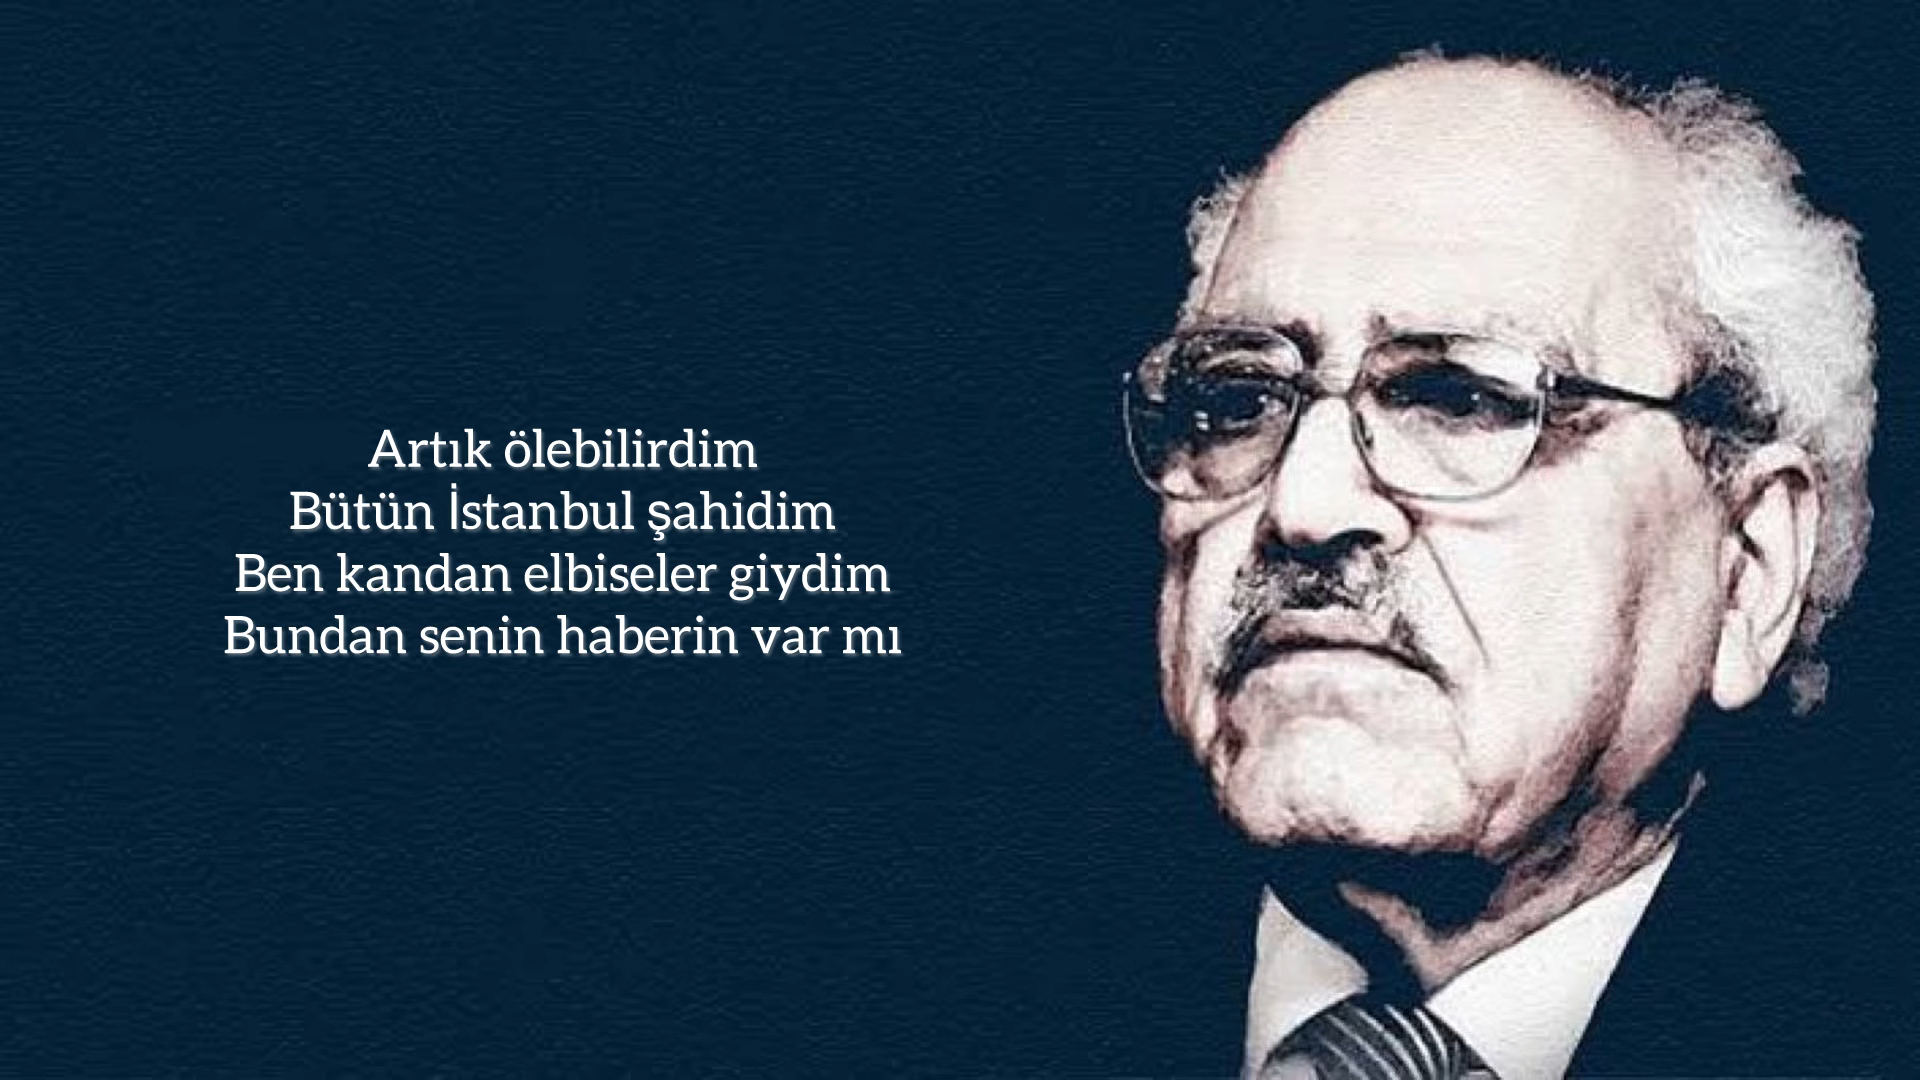 Artık ölebilirdim
Bütün İstanbul şahidim
Ben kandan elbiseler giydim
Bundan senin haberin var mı